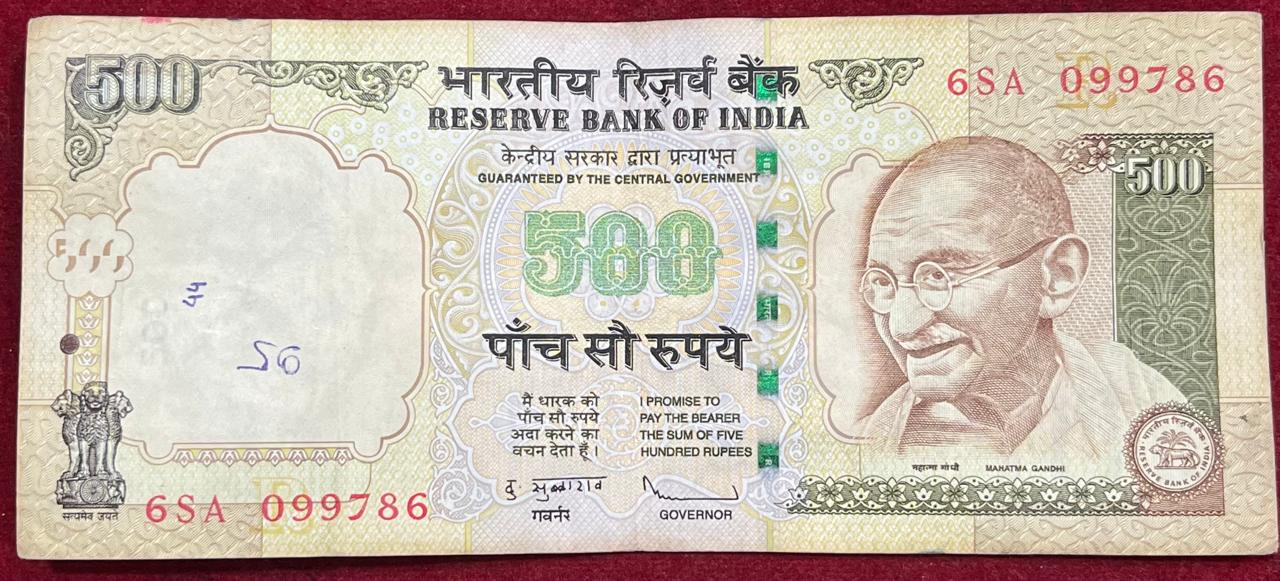 500
भारतीय रिज़र्व बैंक
RESERVE BANK OF INDIA
6SA 099786
केन्द्रीय सरकार द्वारा प्रत्याभूत
GUARANTEED BY THE CENTRAL GOVERNMENT
500
500
पाँच सौ रुपये
56
मैं धारक को
पाँच सौ रुपये
अदा करने का
वचन देता हूँ ।
I PROMISE TO
PAY THE BEARER
THE SUM OF FIVE
HUNDRED RUPEES
गवर्नर
GOVERNOR
महात्मा गांधी
MAHATMA GANDHI
भारतीय रिज़र्व बैंक
RESERVE BANK OF INDIA
सत्यमेव जयते
6SA 099786